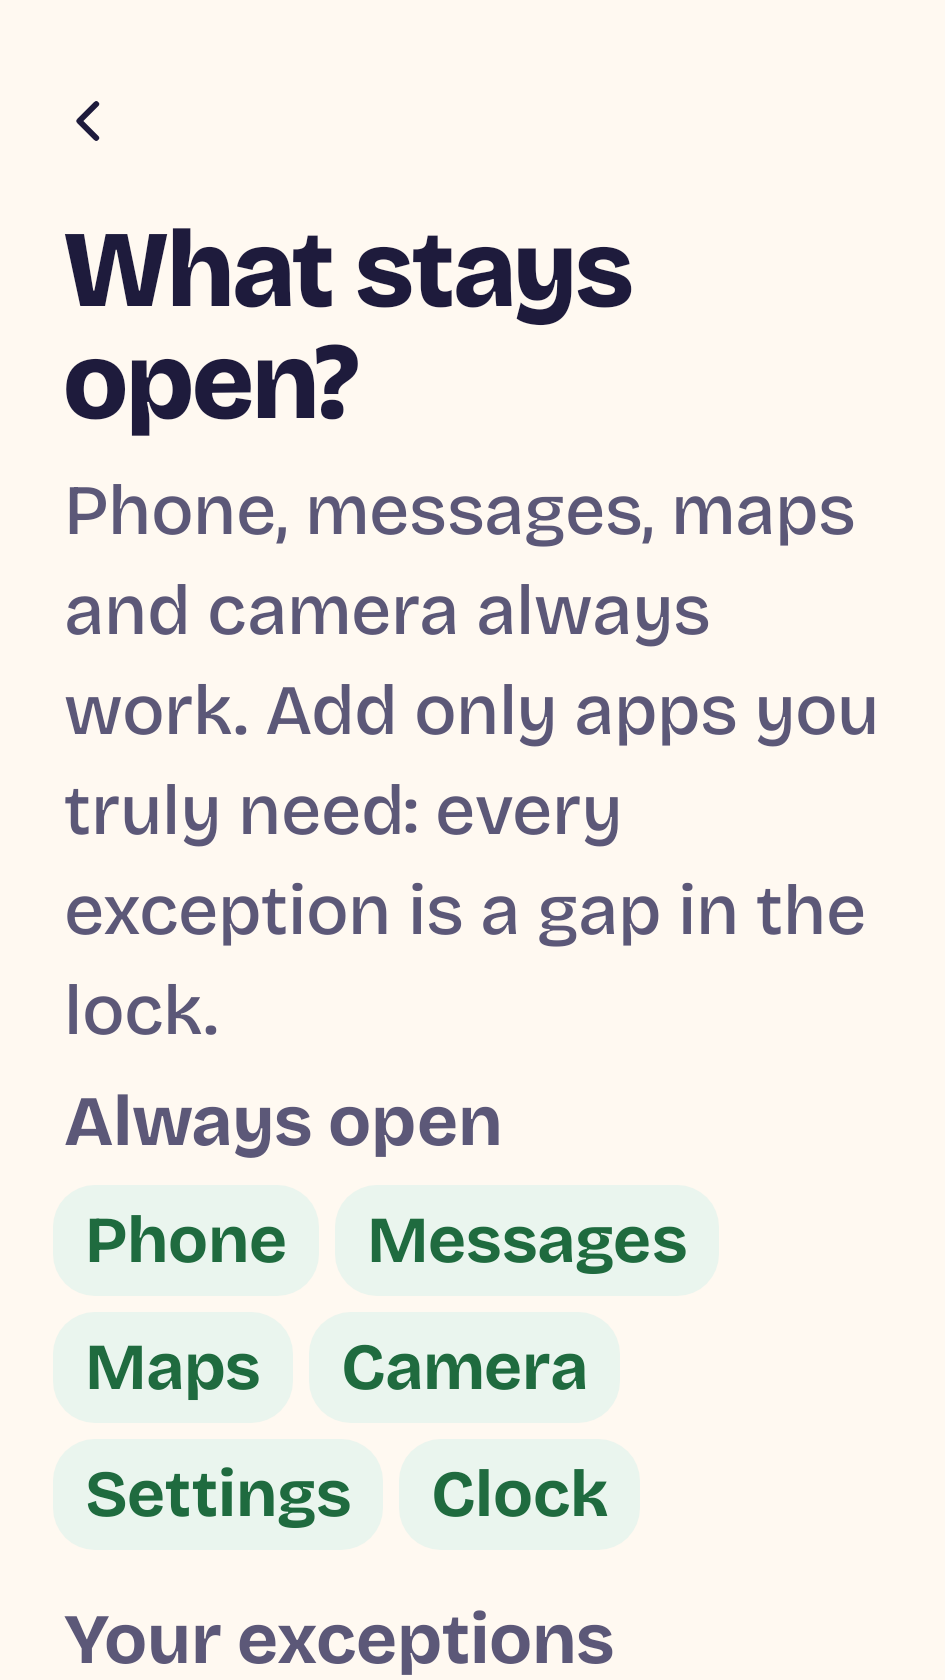 What stays
open?
Phone, messages, maps
and camera always
work. Add only apps you
truly need: every
exception is a gap in the
lock.
Always open
Phone Messages
Maps Camera
Settings Clock
Your exceptions